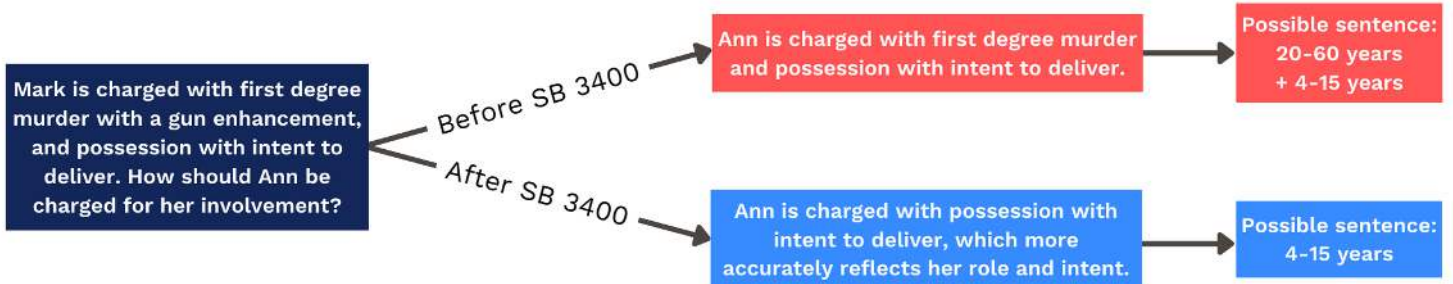 Mark is charged with first degree
murder with a gun enhancement,
and possession with intent to
deliver. How should Ann be
charged for her involvement?
Before SB 3400
Ann is charged with first degree murder
and possession with intent to deliver.
Possible sentence:
20-60 years
+ 4-15 years
After SB 3400
Ann is charged with possession with
intent to deliver, which more
accurately reflects her role and intent.
Possible sentence:
4-15 years